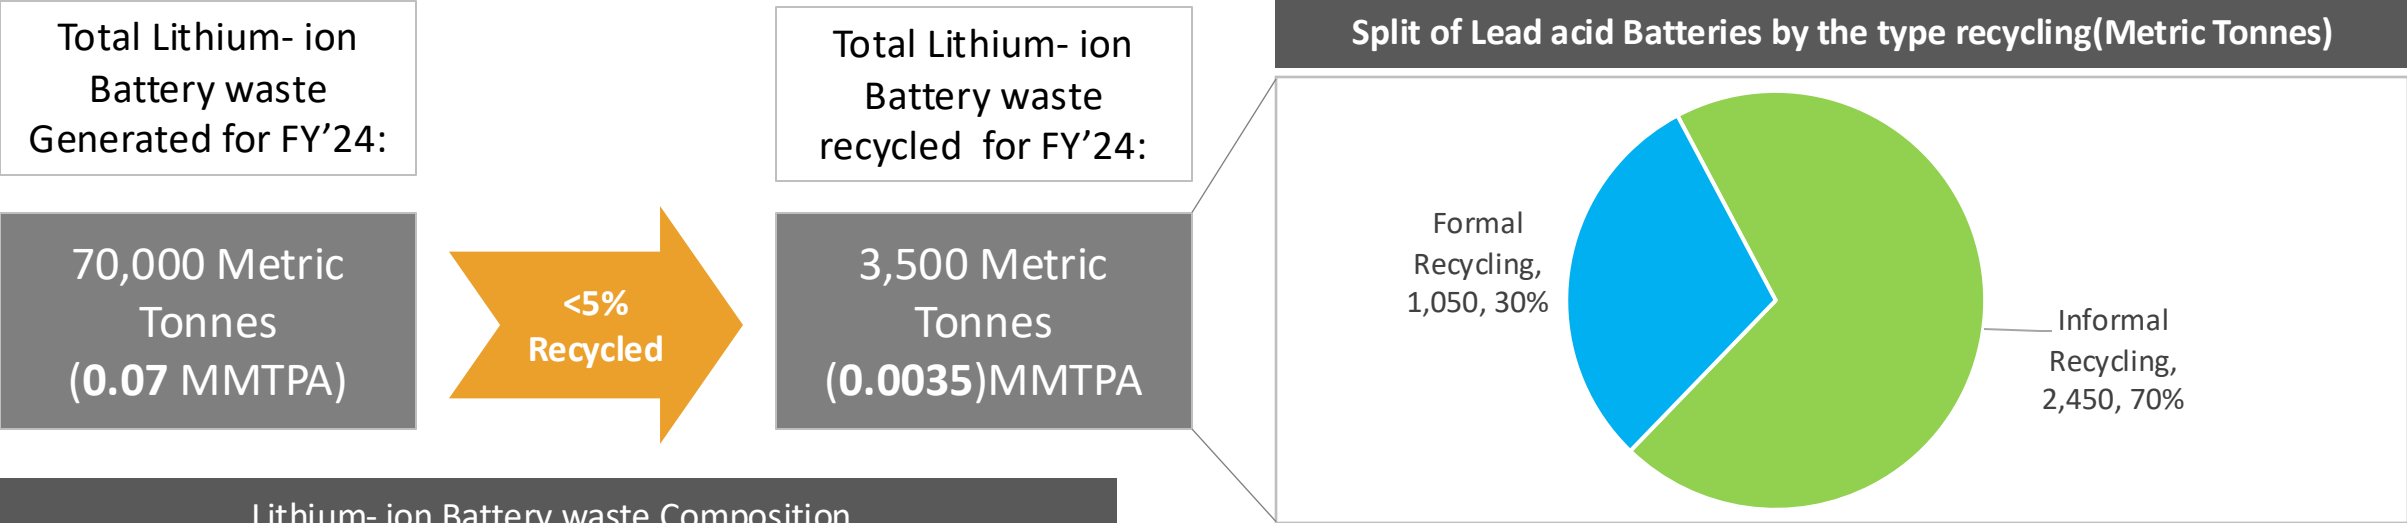 Total Lithium- ion
Battery waste
Generated for FY’24:
70,000 Metric
Tonnes
(0.07 MMTPA)
<5%
Recycled
Total Lithium- ion
Battery waste
recycled for FY’24:
3,500 Metric
Tonnes
(0.0035)MMTPA
Split of Lead acid Batteries by the type recycling(Metric Tonnes)
Formal
Recycling,
1,050, 30%
Informal
Recycling,
2,450, 70%
Lithium- ion Battery waste Composition